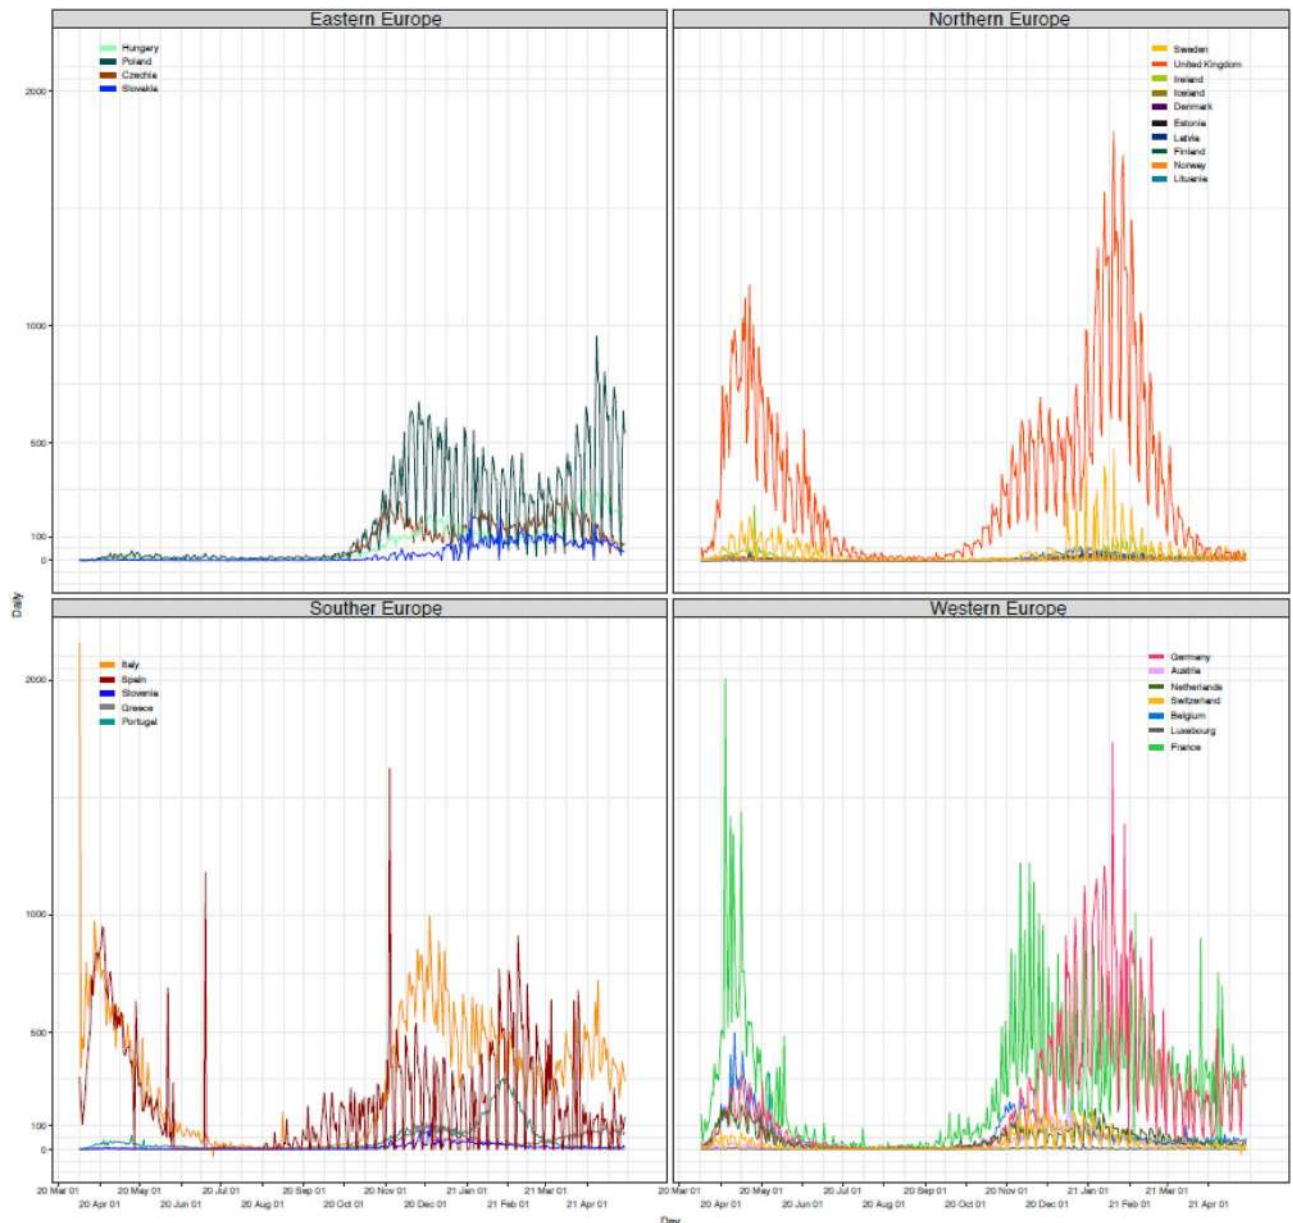 Eastern Europe
Hungary
Poland
Czechia
Slovakia
2000
1000
500
100
0
Northern Europe
Sweden
United Kingdom
Ireland
Iceland
Denmark
Estonia
Latvia
Finland
Norway
Lituania
Daily
Souther Europe
Italy
Spain
Slovenia
Greece
Portugal
2000
1000
500
100
0
Western Europe
Germany
Austria
Netherlands
Switzerland
Belgium
Luxebourg
France
20 Mar 01 20 May 01 20 Jul 01 20 Sep 01 20 Nov 01 21 Jan 01 21 Mar 01
20 Apr 01 20 Jun 01 20 Aug 01 20 Oct 01 20 Dec 01 21 Feb 01 21 Apr 01
20 Mar 01 20 May 01 20 Jul 01 20 Sep 01 20 Nov 01 21 Jan 01 21 Mar 01
20 Apr 01 20 Jun 01 20 Aug 01 20 Oct 01 20 Dec 01 21 Feb 01 21 Apr 01
Day